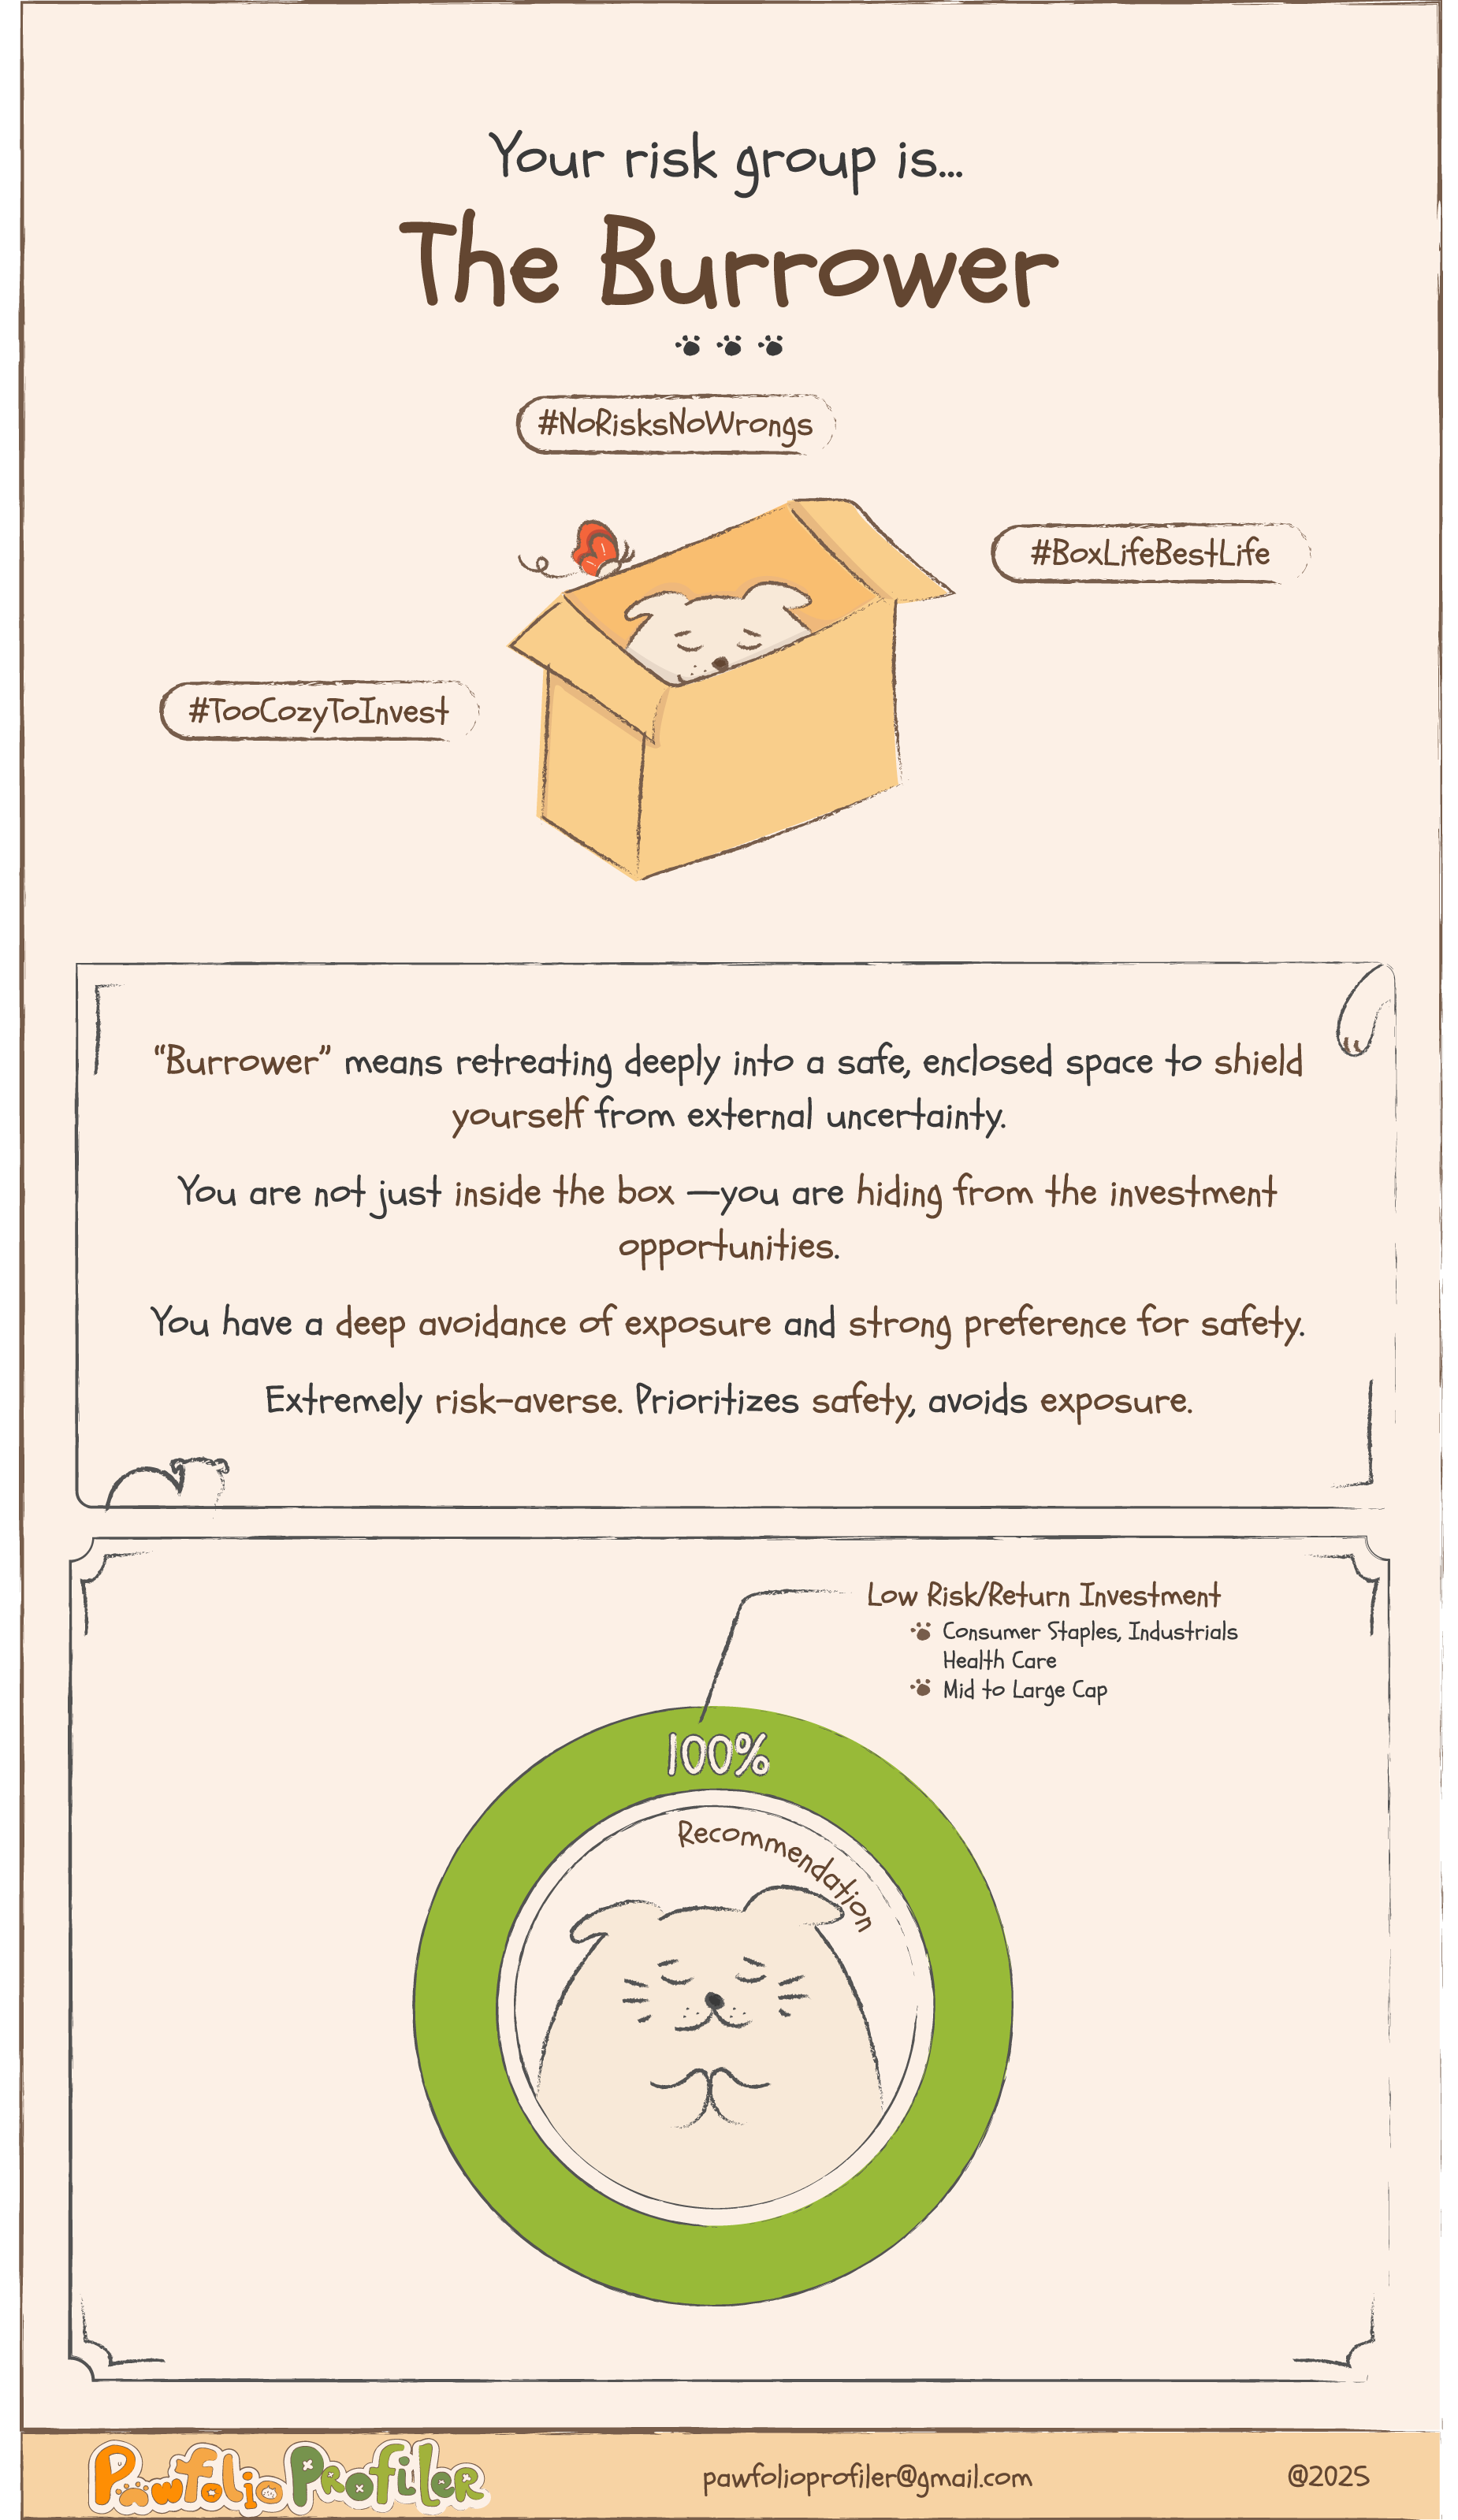 Your risk group is...
The Burrower
#NoRisksNoWrongs
#BoxLifeBestLife
#TooCozyToInvest
“Burrower” means retreating deeply into a safe, enclosed space to shield
yourself from external uncertainty.
You are not just inside the box —you are hiding from the investment
opportunities.
You have a deep avoidance of exposure and strong preference for safety.
Extremely risk-averse. Prioritizes safety, avoids exposure.
Low Risk/Return Investment
Consumer Staples, Industrials
Health Care
Mid to Large Cap
100%
Recommendation
Pawfolio Profiler
pawfolioprofiler@gmail.com
@2025